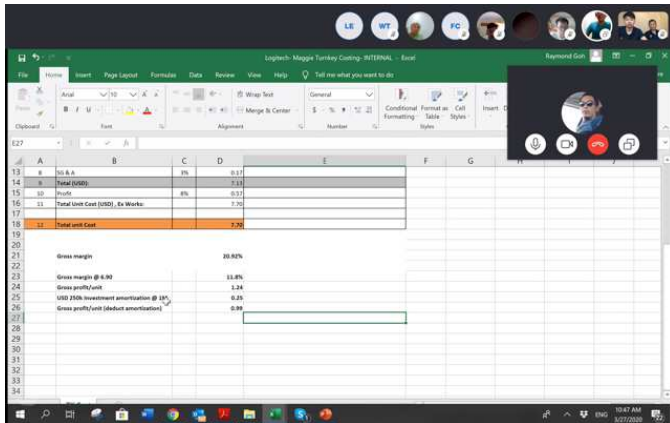 LE
WT
FC
Logitech- Maggie Turnkey Costing- INTERNAL - Excel
Raymond Goh
File Home Insert Page Layout Formulas Data Review View Help Tell me what you want to do
Arial 10
Wrap Text
General
Merge & Center
Conditional Format as Cell
Formatting Table Styles
Insert
Clipboard Font Alignment Number Styles
E27
A B C D E F G H
13 8 SG & A 3% 0.17
14 9 Total (USD): 7.13
15 10 Profit 8% 0.57
16 11 Total Unit Cost (USD) , Ex Works: 7.70
17
18 12 Total unit Cost 7.70
19
20
21 Gross margin 20.92%
22
23 Gross margin @ 6.90 11.8%
24 Gross profit/unit 1.24
25 USD 250k Investment amortization @ 0.25
26 Gross profit/unit (deduct amortization) 0.99
27
28
29
30
31
32
33
34
ENG
10:47 AM
3/27/2020